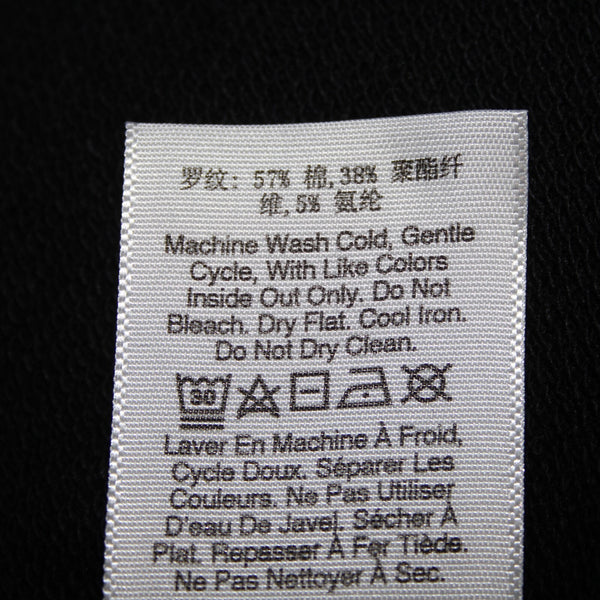 罗纹: 57% 棉,38% 聚酯纤
维,5% 氨纶
Machine Wash Cold, Gentle
Cycle, With Like Colors
Inside Out Only. Do Not
Bleach. Dry Flat. Cool Iron.
Do Not Dry Clean.
30
Laver En Machine À Froid,
Cycle Doux. Séparer Les
Couleurs. Ne Pas Utiliser
D'eau De Javel. Sécher À
Plat. Repasser À Fer Tiède.
Ne Pas Nettoyer À Sec.